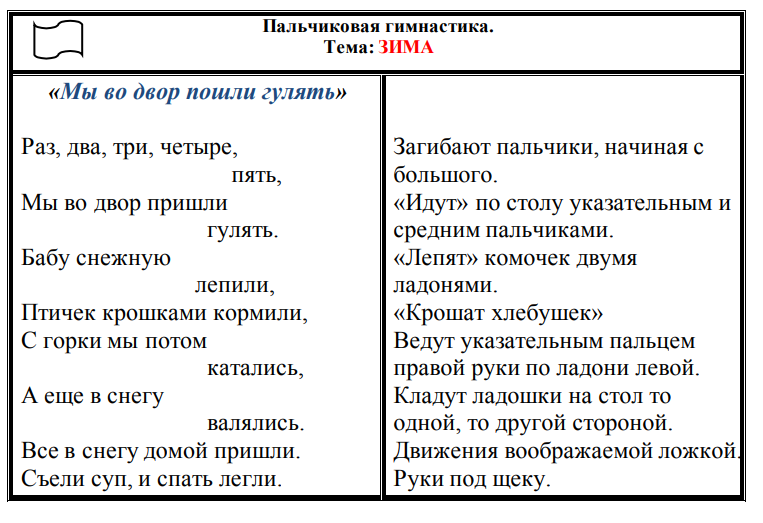 Пальчиковая гимнастика.
Тема: ЗИМА
«Мы во двор пошли гулять»
Раз, два, три, четыре,
пять,
Мы во двор пришли
гулять.
Бабу снежную
лепили,
Птичек крошками кормили,
С горки мы потом
катались,
А еще в снегу
валялись.
Все в снегу домой пришли.
Съели суп, и спать легли.
Загибают пальчики, начиная с
большого.
«Идут» по столу указательным и
средним пальчиками.
«Лепят» комочек двумя
ладонями.
«Крошат хлебушек»
Ведут указательным пальцем
правой руки по ладони левой.
Кладут ладошки на стол то
одной, то другой стороной.
Движения воображаемой ложкой.
Руки под щеку.